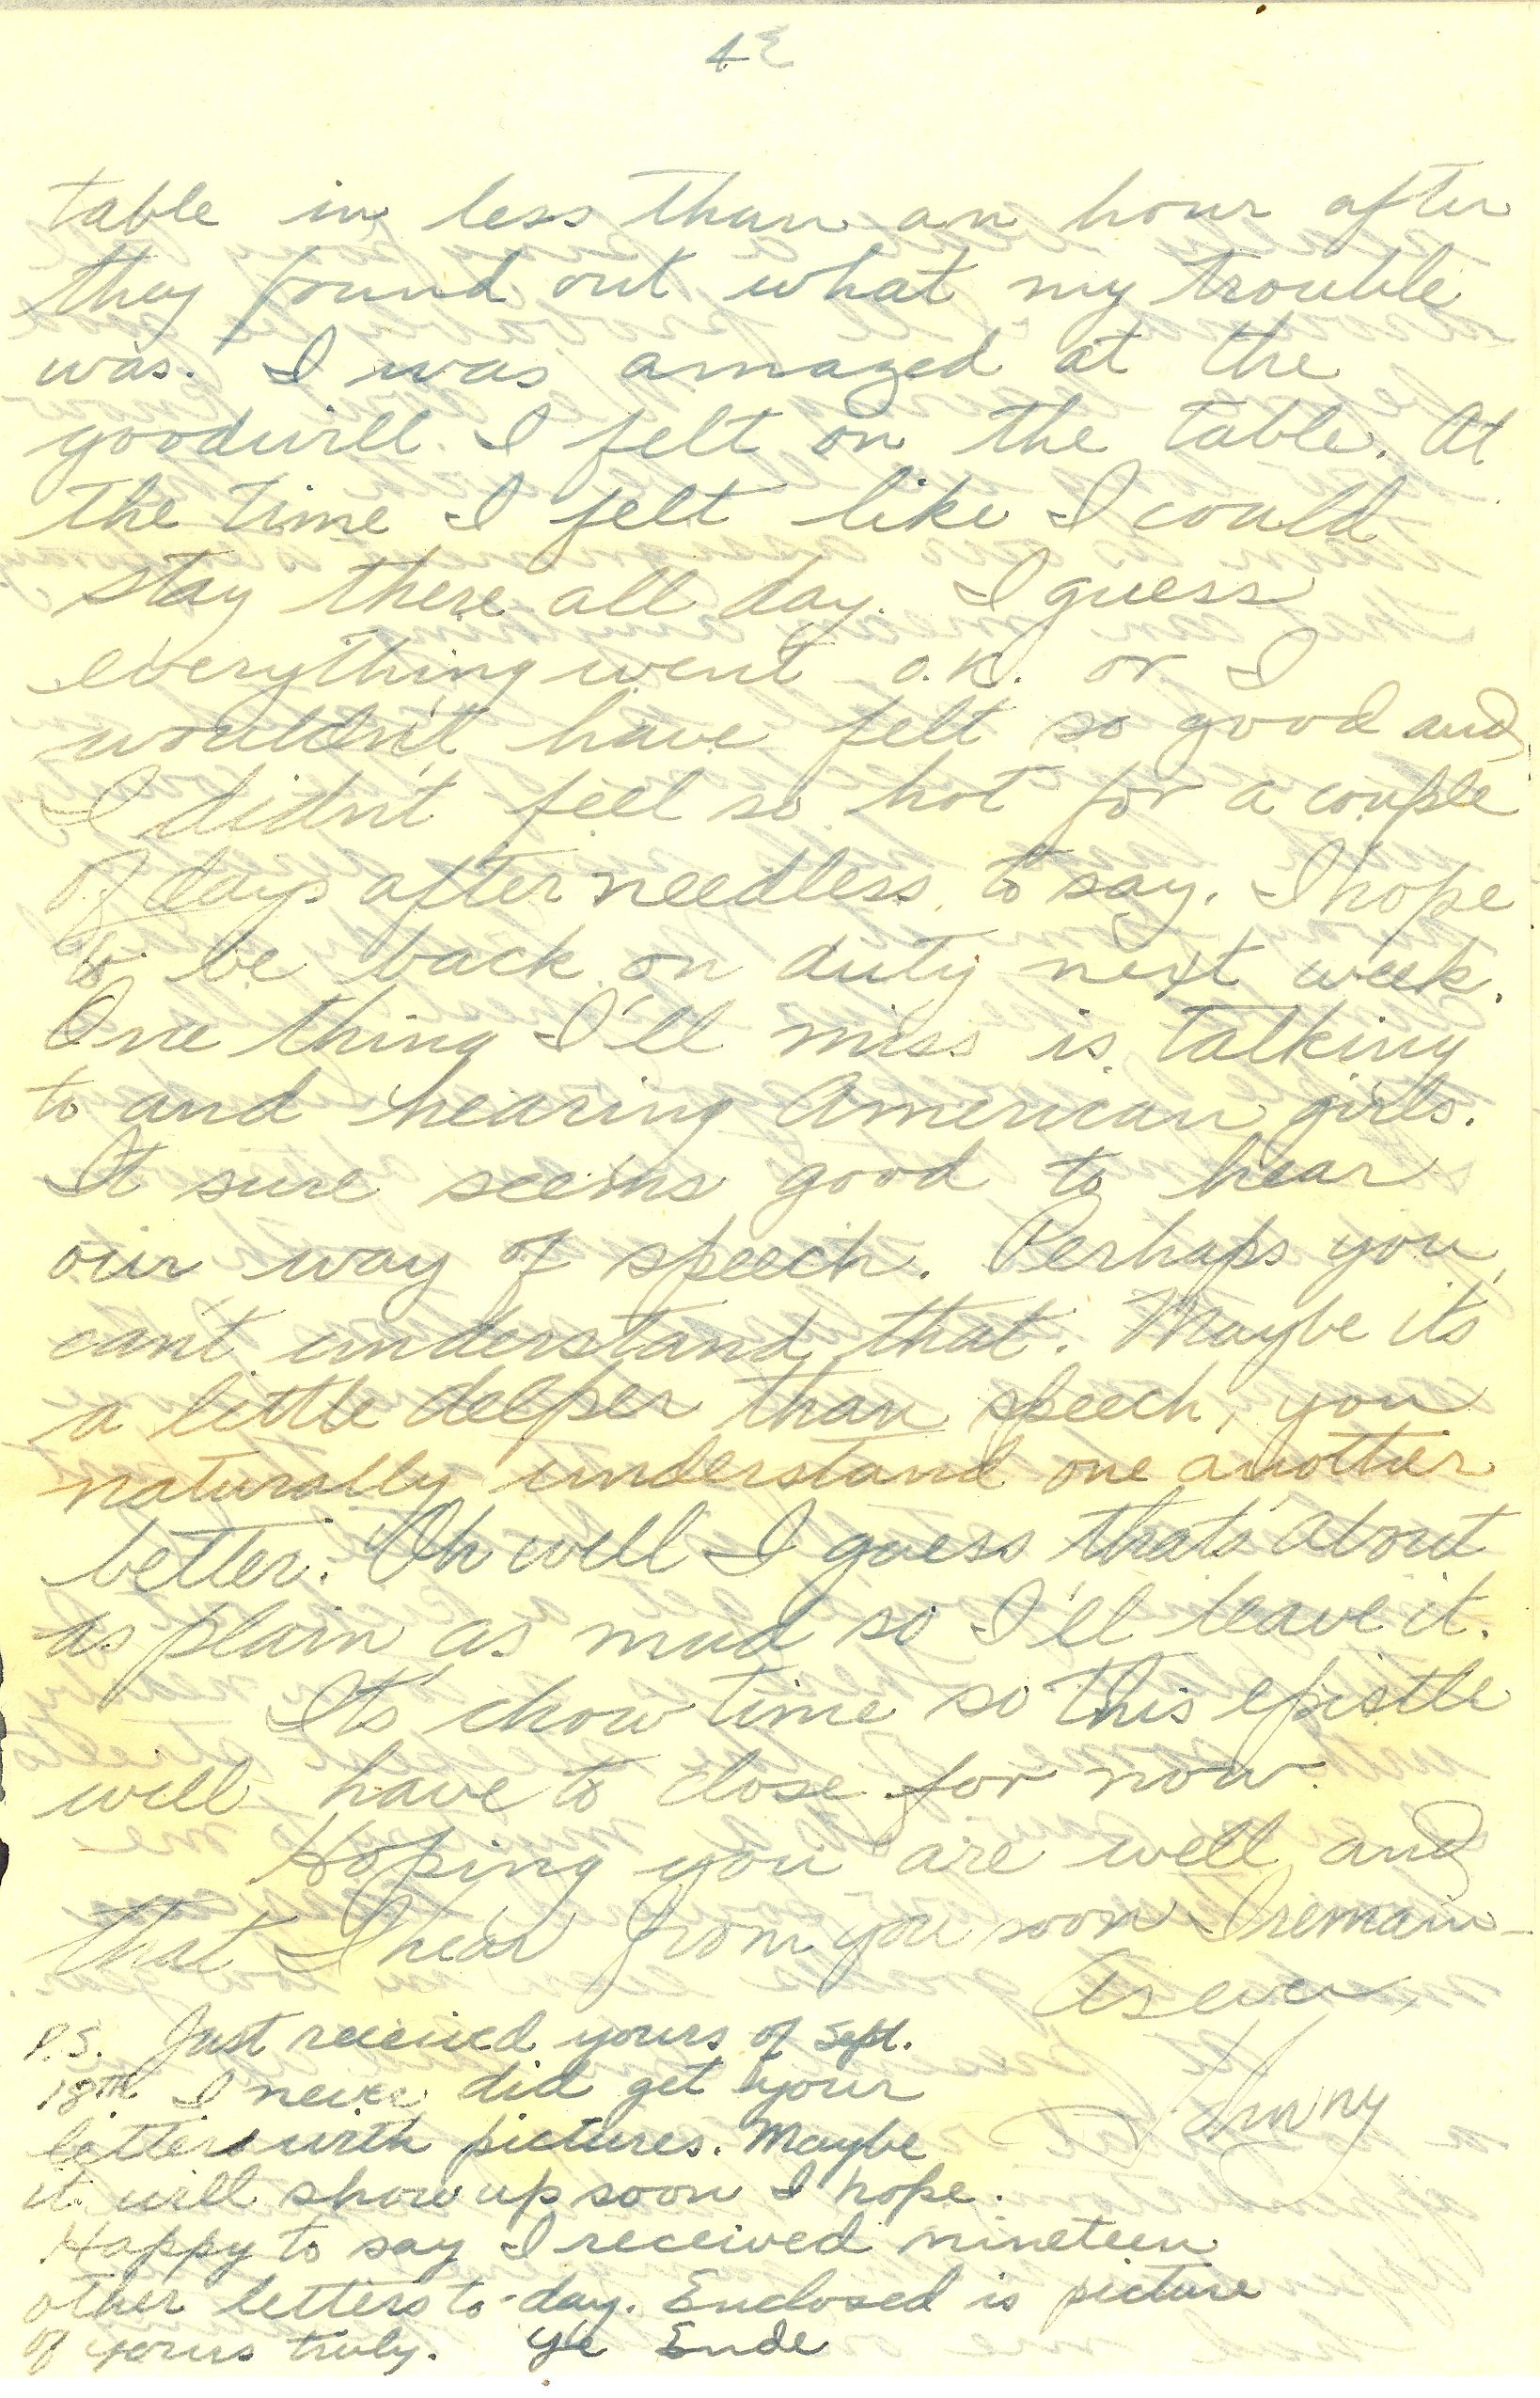 4
table in less than an hour after
they found out what my trouble
was. I was amazed at the
goodwill I felt on the table. At
the time I felt like I could
stay there all day. I guess
everything went o.k. or I
wouldn't have felt so good and
I didn't feel so hot for a couple
of days after needless to say. I hope
to be back on duty next week.
One thing I'll miss is talking
to and hearing American girls.
It sure seems good to hear
our way of speech. Perhaps you
can't understand that. Maybe it's
a little deeper than speech, you
naturally understand one another
better. Oh well I guess that's about
as plain as mud so I'll leave it.
It's chow time so this epistle
will have to close for now.
Hoping you are well and
that I hear from you soon I remain—
As ever,
P.S. Just received yours of Sept.
18th. I never did get your
letter with pictures. Maybe
it will show up soon I hope.
Happy to say I received nineteen
other letters to-day. Enclosed is picture
of yours truly. Ye Ende